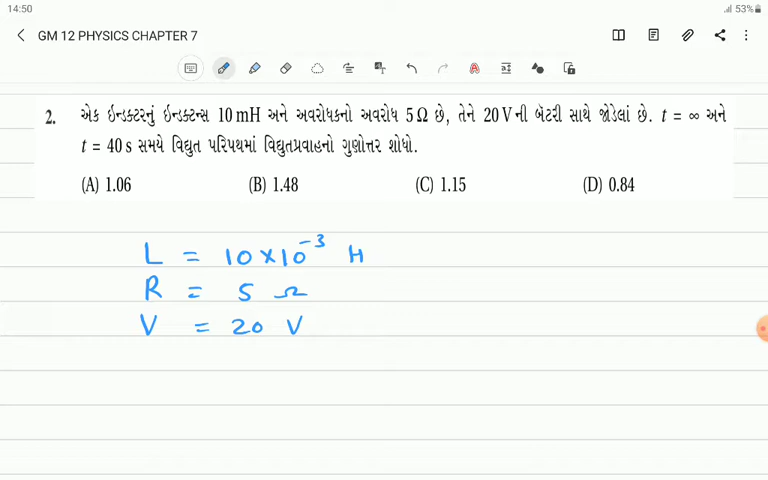 14:50
53%
GM 12 PHYSICS CHAPTER 7
2. એક ઇન્ડક્ટરનું ઇન્ડક્ટન્સ 10 mH અને અવરોધકનો અવરોધ 5 Ω છે, તેને 20 V ની બૅટરી સાથે જોડેલાં છે. t = ∞ અને
t = 40 s સમયે વિદ્યુત પરિપથમાં વિદ્યુતપ્રવાહનો ગુણોત્તર શોધો.
(A) 1.06 (B) 1.48 (C) 1.15 (D) 0.84
L = 10 × 10⁻³ H
R = 5 Ω
V = 20 V